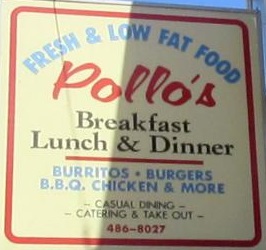 FRESH & LOW FAT FOOD
Pollo's
Breakfast
Lunch & Dinner
BURRITOS • BURGERS
B.B.Q. CHICKEN & MORE
– CASUAL DINING –
– CATERING & TAKE OUT –
486-8027